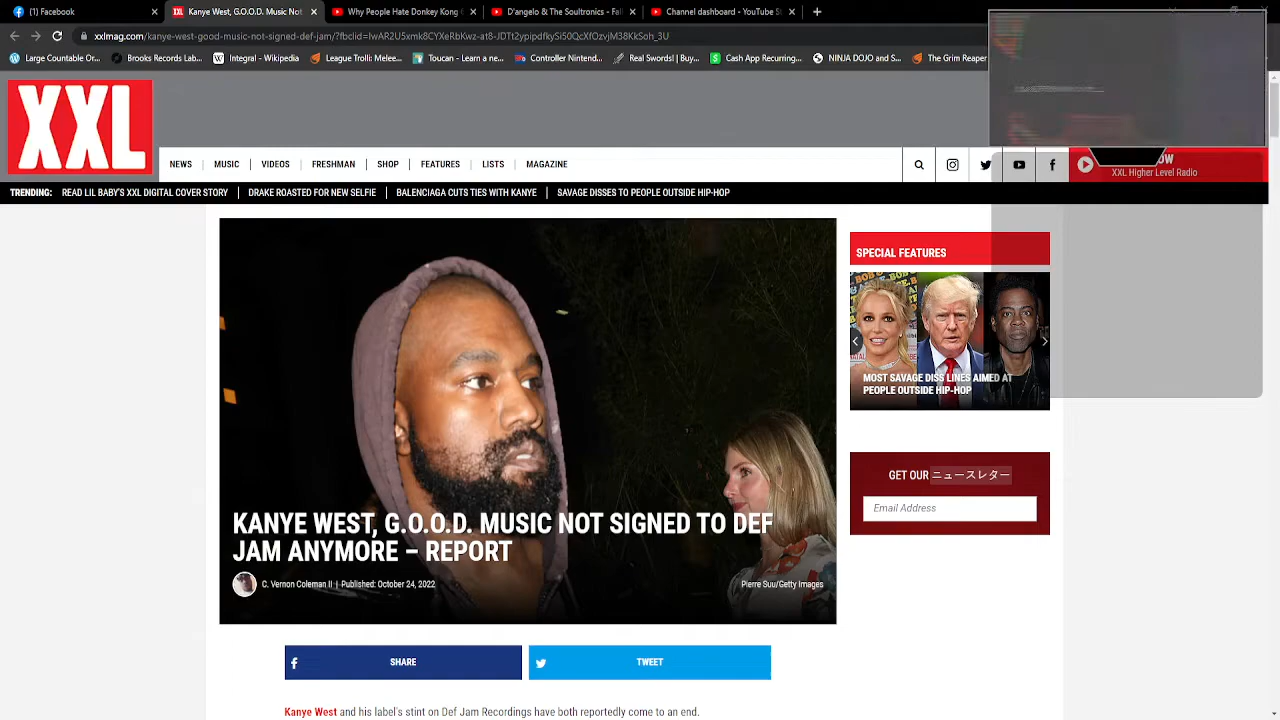 (1) Facebook
Kanye West, G.O.O.D. Music Not
Why People Hate Donkey Kong
D'angelo & The Soultronics - Fail
Channel dashboard - YouTube
xxlmag.com/kanye-west-good-music-not-signed-def-jam/
Large Countable Or...
Brooks Records Lab...
Integral - Wikipedia
League Trolli: Molec...
Toucan - Learn a ne...
Controllers - Bend...
Real Swords! | Buy...
Cash App Recurring...
NINJA DOJO and S...
The Grim Reaper
XXL
NEWS
MUSIC
VIDEOS
FRESHMAN
SHOP
FEATURES
LISTS
MAGAZINE
XXL Higher Level Radio
TRENDING:
READ LIL BABY'S XXL DIGITAL COVER STORY
DRAKE ROASTED FOR NEW SELFIE
BALENCIAGA CUTS TIES WITH KANYE
SAVAGE DISSES TO PEOPLE OUTSIDE HIP-HOP
KANYE WEST, G.O.O.D. MUSIC NOT SIGNED TO DEF
JAM ANYMORE – REPORT
C. Vernon Coleman II | Published: October 24, 2022
Pierre Suu/Getty Images
SHARE
TWEET
Kanye West and his label's stint on Def Jam Recordings have both reportedly come to an end.
SPECIAL FEATURES
MOST SAVAGE DISS LINES AIMED AT
PEOPLE OUTSIDE HIP-HOP
GET OUR ニュースレター
Email Address